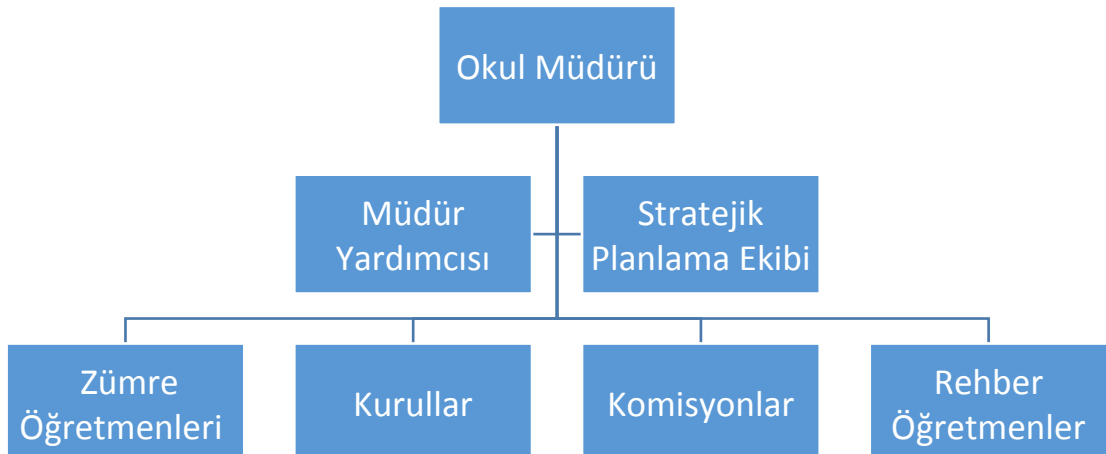 Okul Müdürü
Müdür
Yardımcısı
Stratejik
Planlama Ekibi
Zümre
Öğretmenleri
Kurullar
Komisyonlar
Rehber
Öğretmenler